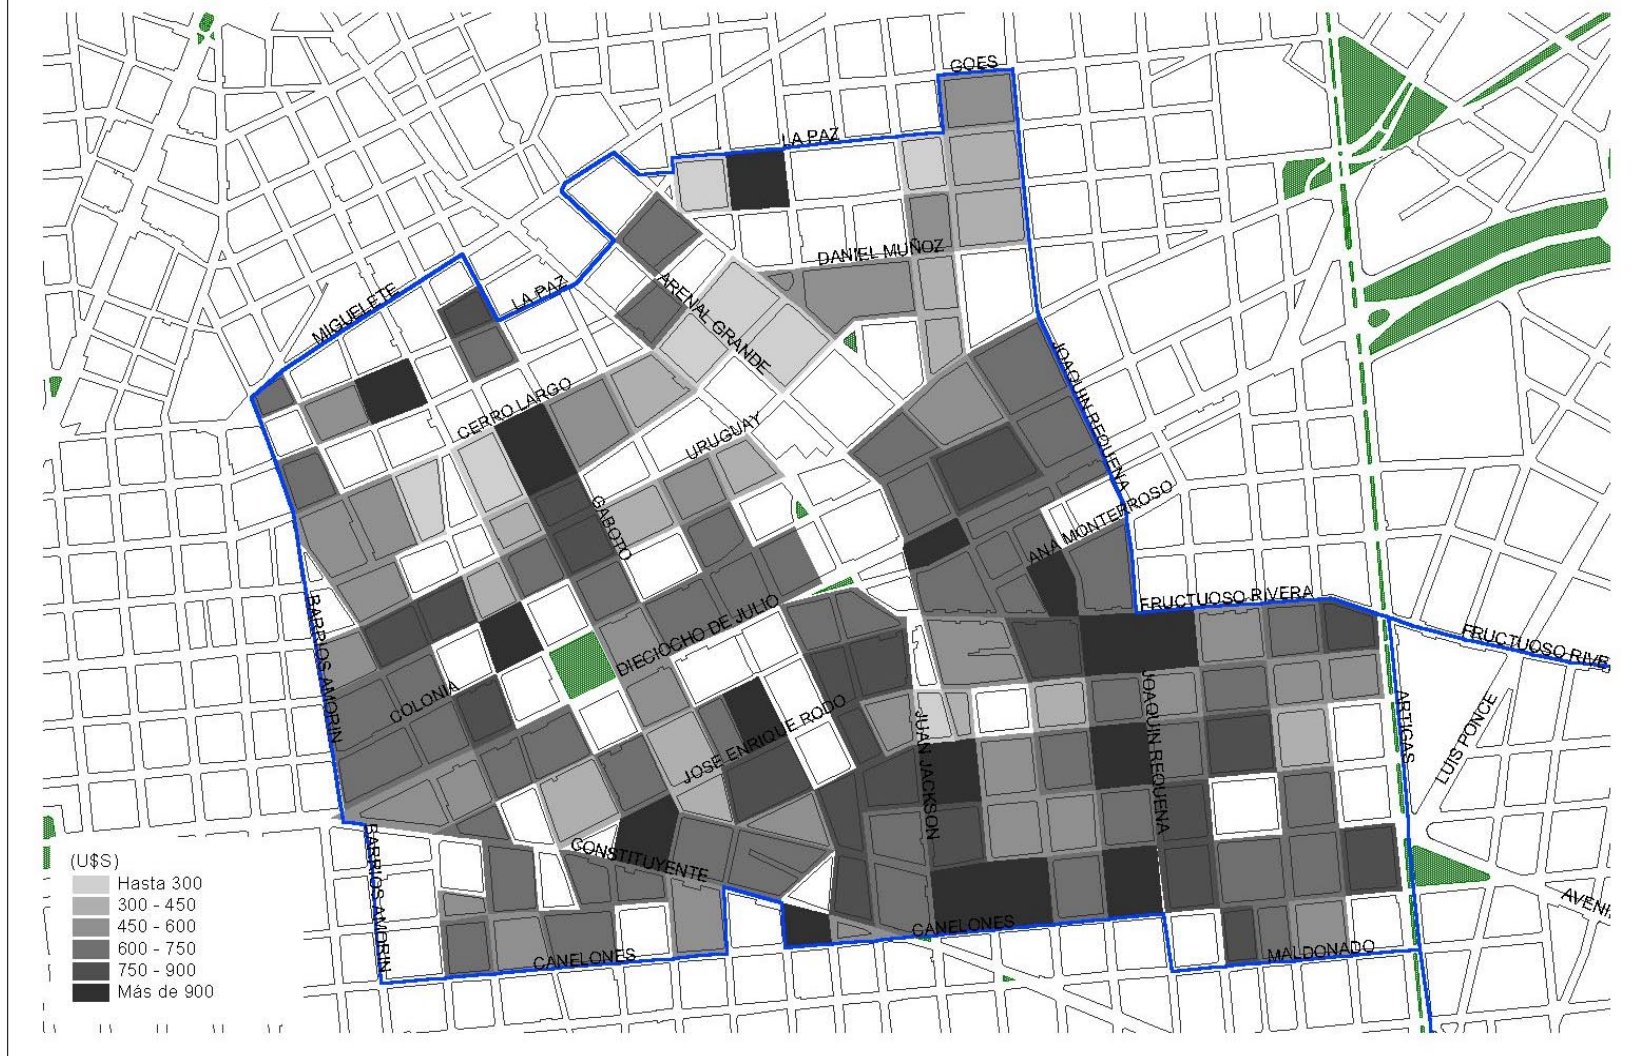 GOES
LA PAZ
DANIEL MUÑOZ
MIGUELETE
LA PAZ
ARENAL GRANDE
JOAQUIN REQUENA
CERRO LARGO
URUGUAY
GABOTO
ANA MONTERROSO
FRUCTUOSO RIVERA
FRUCTUOSO RIVE
BARRIOS AMORIN
DIECIOCHO DE JULIO
COLONIA
JOSE ENRIQUE RODO
JUAN JACKSON
JOAQUIN REQUENA
ARTIGAS
LUIS PONCE
BARRIOS AMORIN
CONSTITUYENTE
CANELONES
CANELONES
MALDONADO
AVENI
(U$S)
Hasta 300
300 - 450
450 - 600
600 - 750
750 - 900
Más de 900